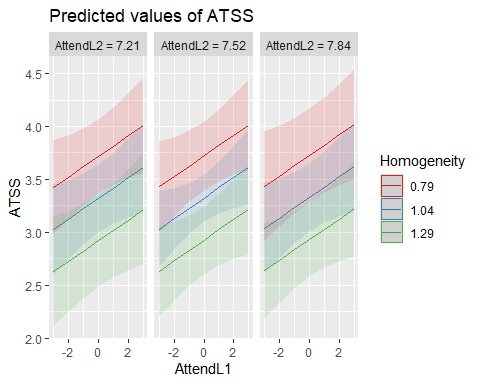 Predicted values of ATSS
AttendL2 = 7.21
AttendL2 = 7.52
AttendL2 = 7.84
4.5
4.0
3.5
3.0
2.5
2.0
ATSS
-2 0 2
-2 0 2
-2 0 2
AttendL1
Homogeneity
0.79
1.04
1.29